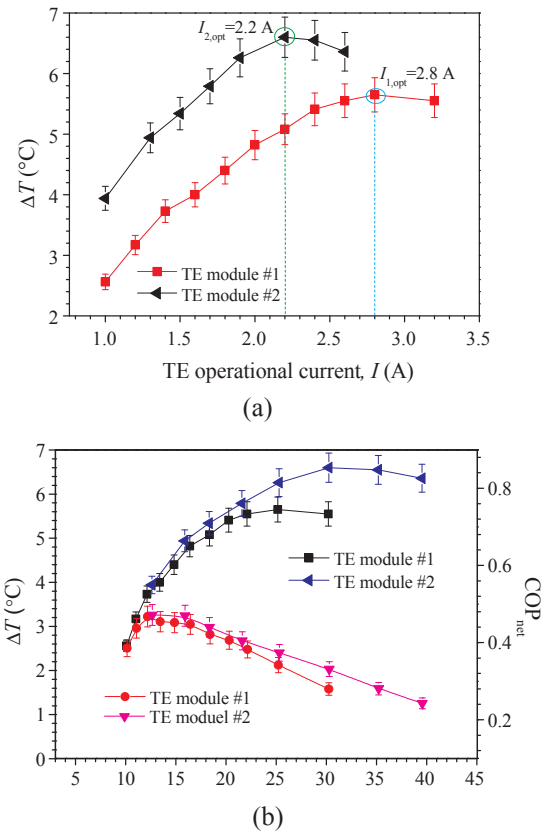 7
I2,opt=2.2 A
6
I1,opt=2.8 A
5
ΔT (°C)
4
3
TE module #1
TE module #2
2
1.0 1.5 2.0 2.5 3.0 3.5
TE operational current, I (A)
(a)
7
6
0.8
5
TE module #1
4
TE module #2
0.6
ΔT (°C)
COPnet
3
0.4
2
TE module #1
1
TE moduel #2
0.2
0
5 10 15 20 25 30 35 40 45
(b)